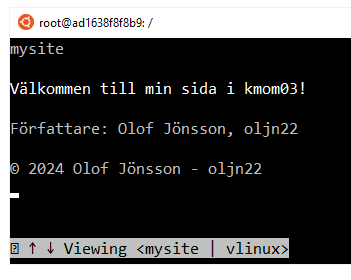 root@ad1638f8f8b9: /
mysite
Välkommen till min sida i kmom03!
Författare: Olof Jönsson, oljn22
© 2024 Olof Jönsson - oljn22
↑ ↓ Viewing <mysite | vlinux>